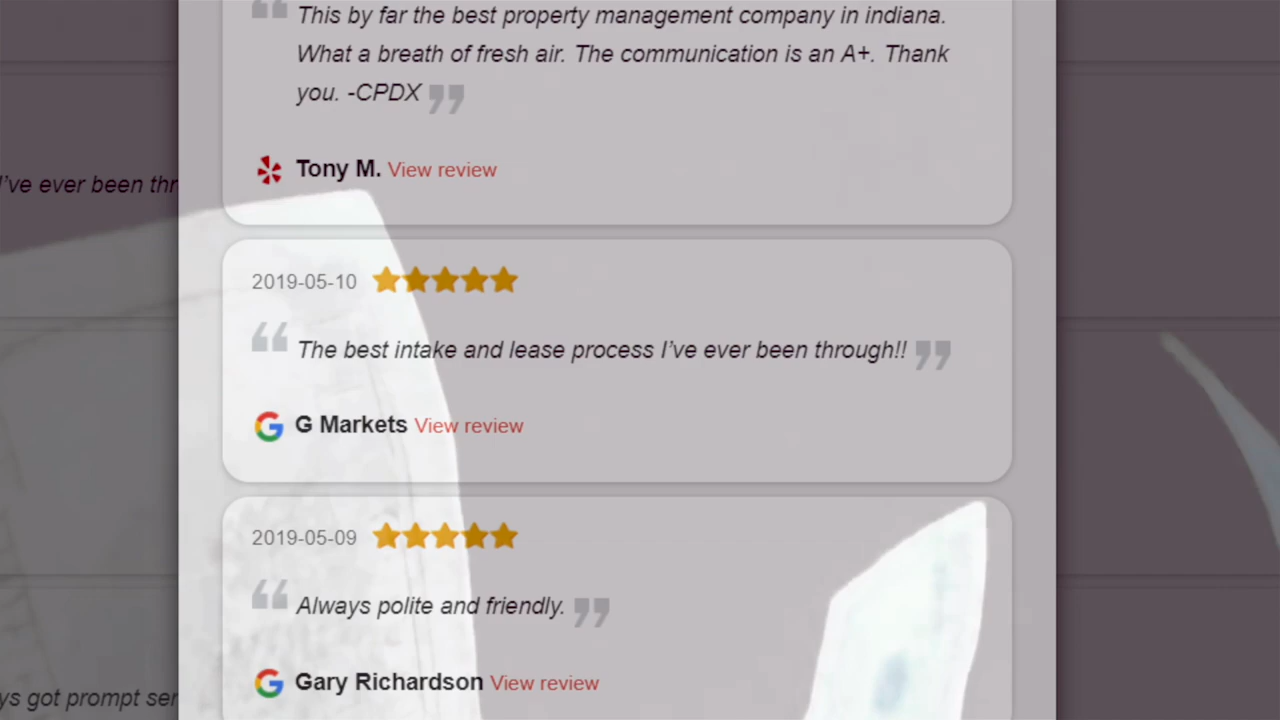 This by far the best property management company in indiana.
What a breath of fresh air. The communication is an A+. Thank
you. -CPDX
Tony M. View review
I've ever been thr
2019-05-10
The best intake and lease process I've ever been through!!
G Markets View review
2019-05-09
Always polite and friendly.
Gary Richardson View review
ys got prompt ser